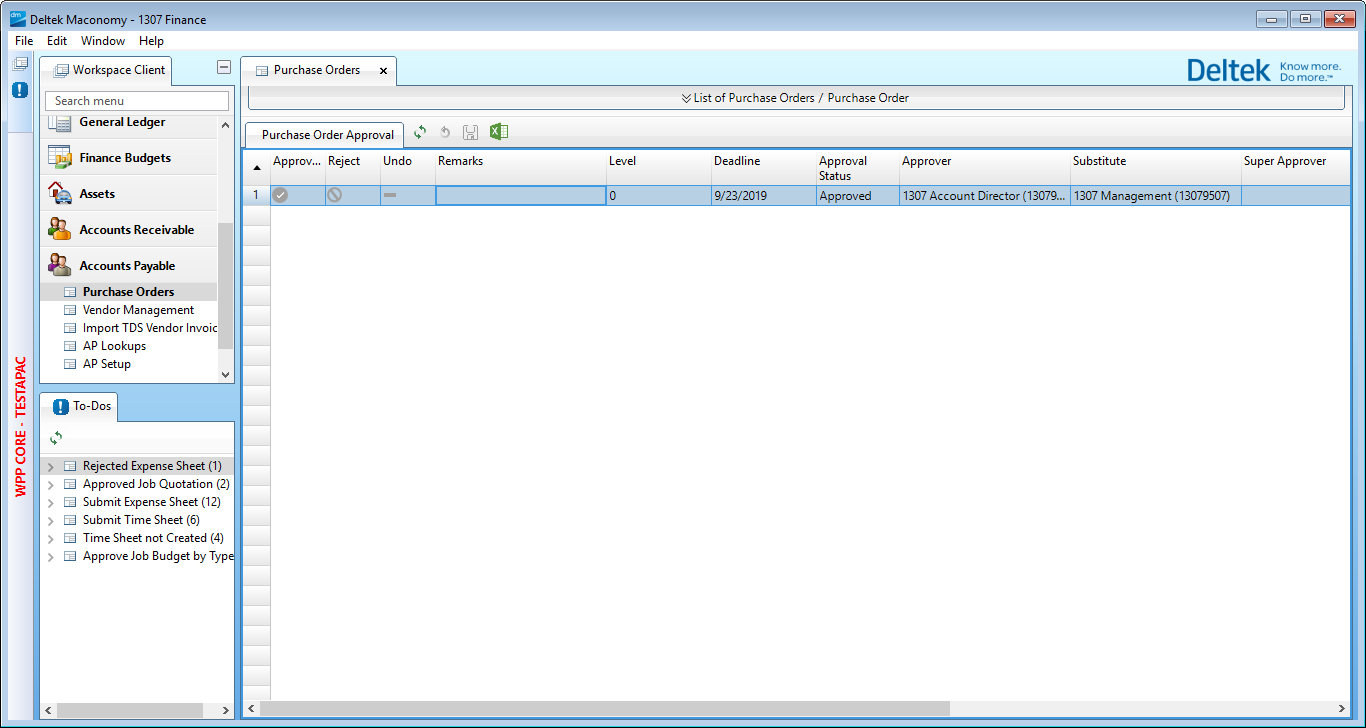 Deltek Maconomy - 1307 Finance
File Edit Window Help
Workspace Client
Search menu
General Ledger
Finance Budgets
Assets
Accounts Receivable
Accounts Payable
Purchase Orders
Vendor Management
Import TDS Vendor Invoic
AP Lookups
AP Setup
WPP CORE - TESTAPAC
To-Dos
Rejected Expense Sheet (1)
Approved Job Quotation (2)
Submit Expense Sheet (12)
Submit Time Sheet (6)
Time Sheet not Created (4)
Approve Job Budget by Type
Purchase Orders
Deltek Know more.
Do more.™
List of Purchase Orders / Purchase Order
Purchase Order Approval
Approv... Reject Undo Remarks Level Deadline Approval Status Approver Substitute Super Approver
1 0 9/23/2019 Approved 1307 Account Director (13079... 1307 Management (13079507)